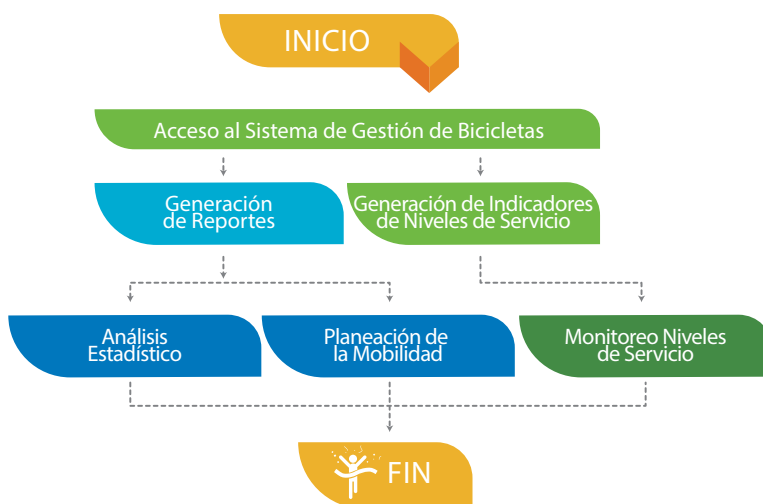 INICIO
Acceso al Sistema de Gestión de Bicicletas
Generación
de Reportes
Generación de Indicadores
de Niveles de Servicio
Análisis
Estadístico
Planeación de
la Mobilidad
Monitoreo Niveles
de Servicio
FIN